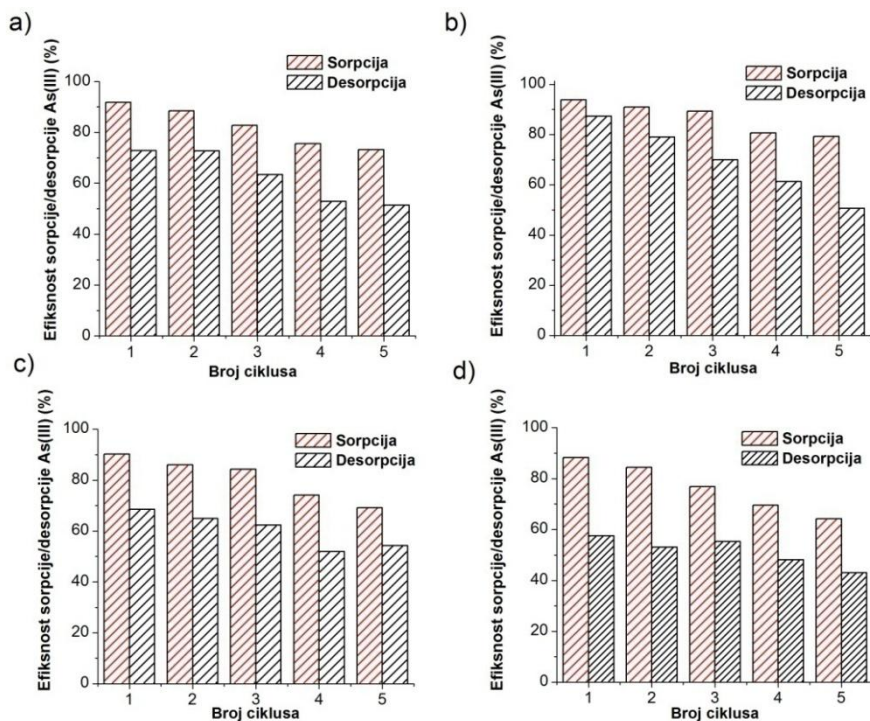 a)
Efiksnost sorpcije/desorpcije As(III) (%)
100
80
60
40
20
0
Sorpcija
Desorpcija
1 2 3 4 5
Broj ciklusa
b)
Efiksnost sorpcije/desorpcije As(III) (%)
100
80
60
40
20
0
Sorpcija
Desorpcija
1 2 3 4 5
Broj ciklusa
c)
Efiksnost sorpcije/desorpcije As(III) (%)
100
80
60
40
20
0
Sorpcija
Desorpcija
1 2 3 4 5
Broj ciklusa
d)
Efiksnost sorpcije/desorpcije As(III) (%)
100
80
60
40
20
0
Sorpcija
Desorpcija
1 2 3 4 5
Broj ciklusa